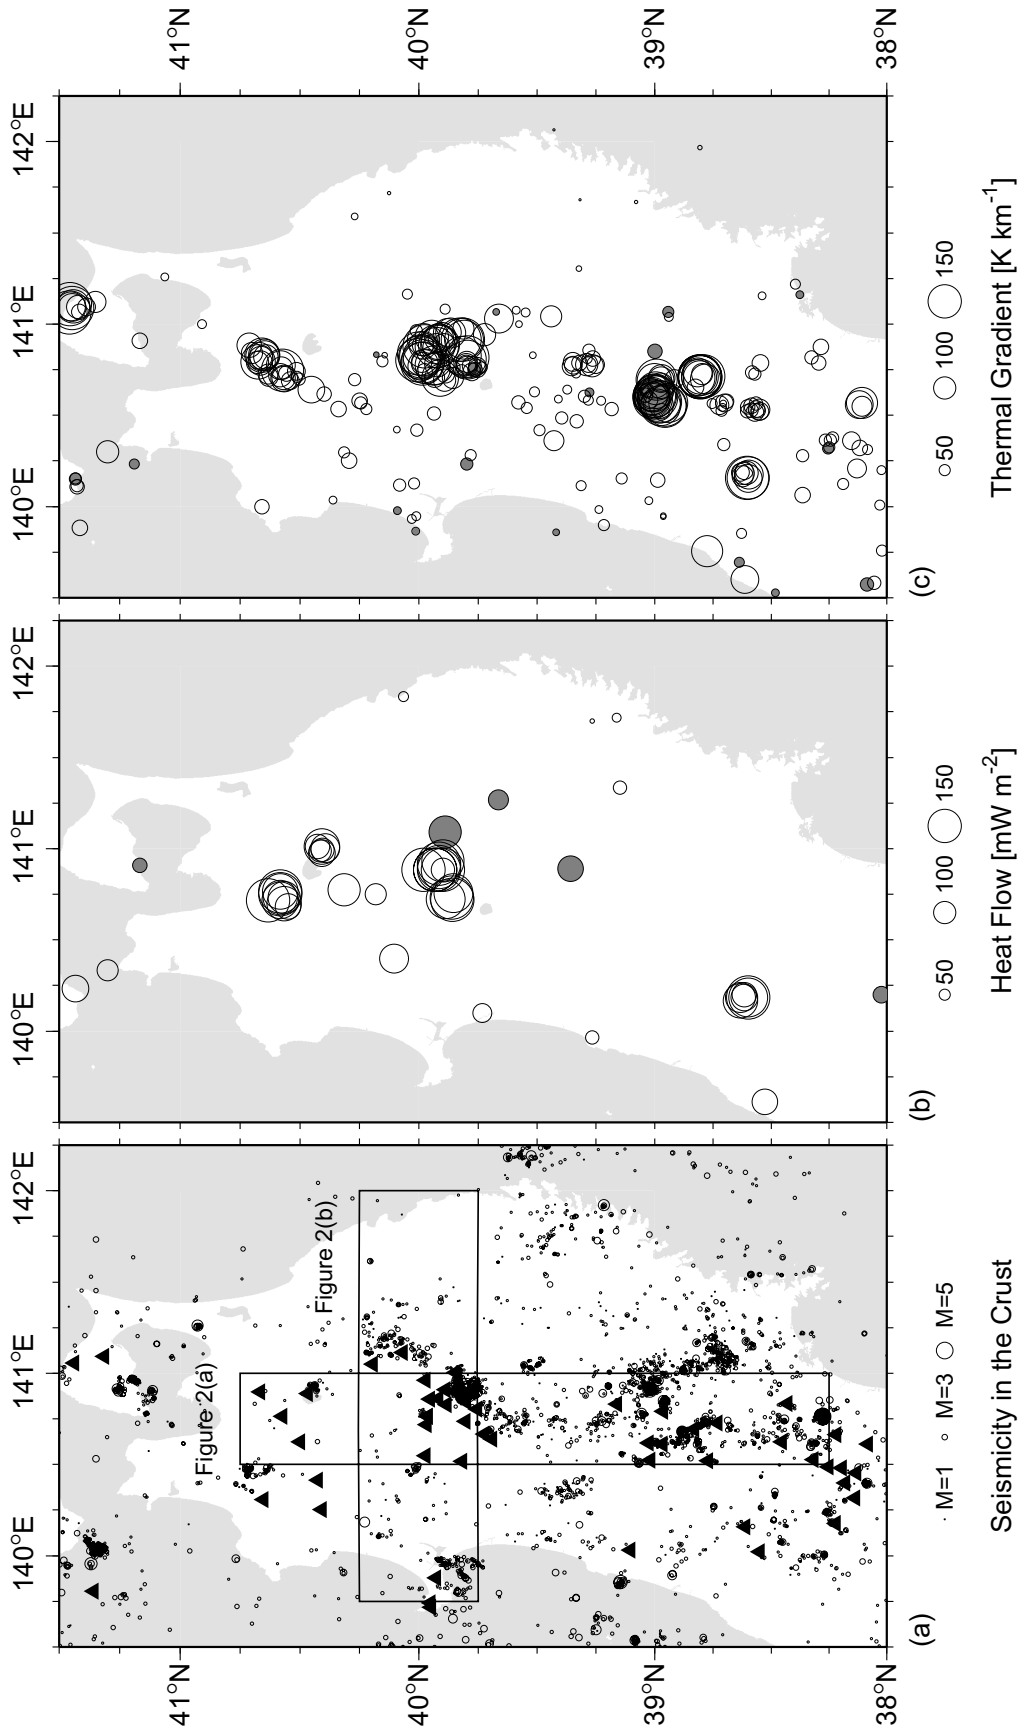 140°E 141°E 142°E
140°E 141°E 142°E
140°E 141°E 142°E
41°N
41°N
40°N
40°N
39°N
39°N
38°N
38°N
Figure 2(a)
Figure 2(b)
(a)
(b)
(c)
M=1 M=3 M=5
50 100 150
50 100 150
Seismicity in the Crust
Heat Flow [mW m-2]
Thermal Gradient [K km-1]